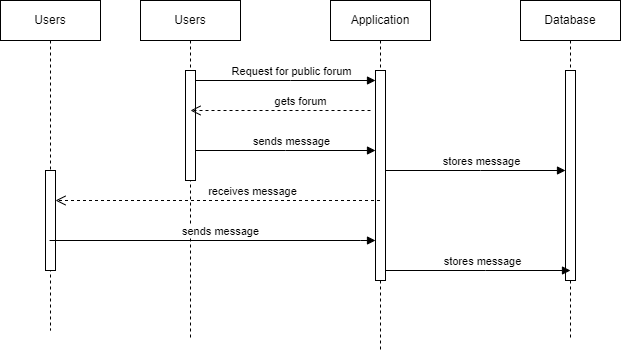 Users
Users
Application
Database
Request for public forum
gets forum
sends message
stores message
receives message
sends message
stores message